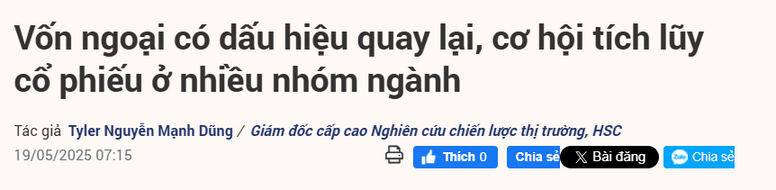 Vốn ngoại có dấu hiệu quay lại, cơ hội tích lũy
cổ phiếu ở nhiều nhóm ngành
Tác giả Tyler Nguyễn Mạnh Dũng / Giám đốc cấp cao Nghiên cứu chiến lược thị trường, HSC
19/05/2025 07:15 Thích 0 Chia sẻ X Bài đăng Zalo Chia sẻ